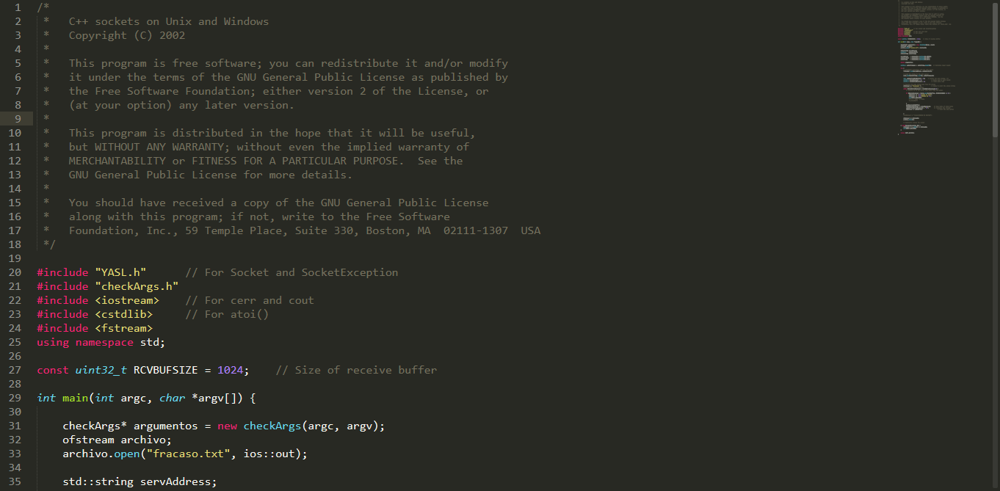 1 /*
2  *   C++ sockets on Unix and Windows
3  *   Copyright (C) 2002
4  *
5  *   This program is free software; you can redistribute it and/or modify
6  *   it under the terms of the GNU General Public License as published by
7  *   the Free Software Foundation; either version 2 of the License, or
8  *   (at your option) any later version.
9  *
10  *   This program is distributed in the hope that it will be useful,
11  *   but WITHOUT ANY WARRANTY; without even the implied warranty of
12  *   MERCHANTABILITY or FITNESS FOR A PARTICULAR PURPOSE.  See the
13  *   GNU General Public License for more details.
14  *
15  *   You should have received a copy of the GNU General Public License
16  *   along with this program; if not, write to the Free Software
17  *   Foundation, Inc., 59 Temple Place, Suite 330, Boston, MA  02111-1307  USA
18  */
19
20 #include "YASL.h"      // For Socket and SocketException
21 #include "checkArgs.h"
22 #include <iostream>    // For cerr and cout
23 #include <cstdlib>     // For atoi()
24 #include <fstream>
25 using namespace std;
26
27 const uint32_t RCVBUFSIZE = 1024;    // Size of receive buffer
28
29 int main(int argc, char *argv[]) {
30
31     checkArgs* argumentos = new checkArgs(argc, argv);
32     ofstream archivo;
33     archivo.open("fracaso.txt", ios::out);
34
35     std::string servAddress;